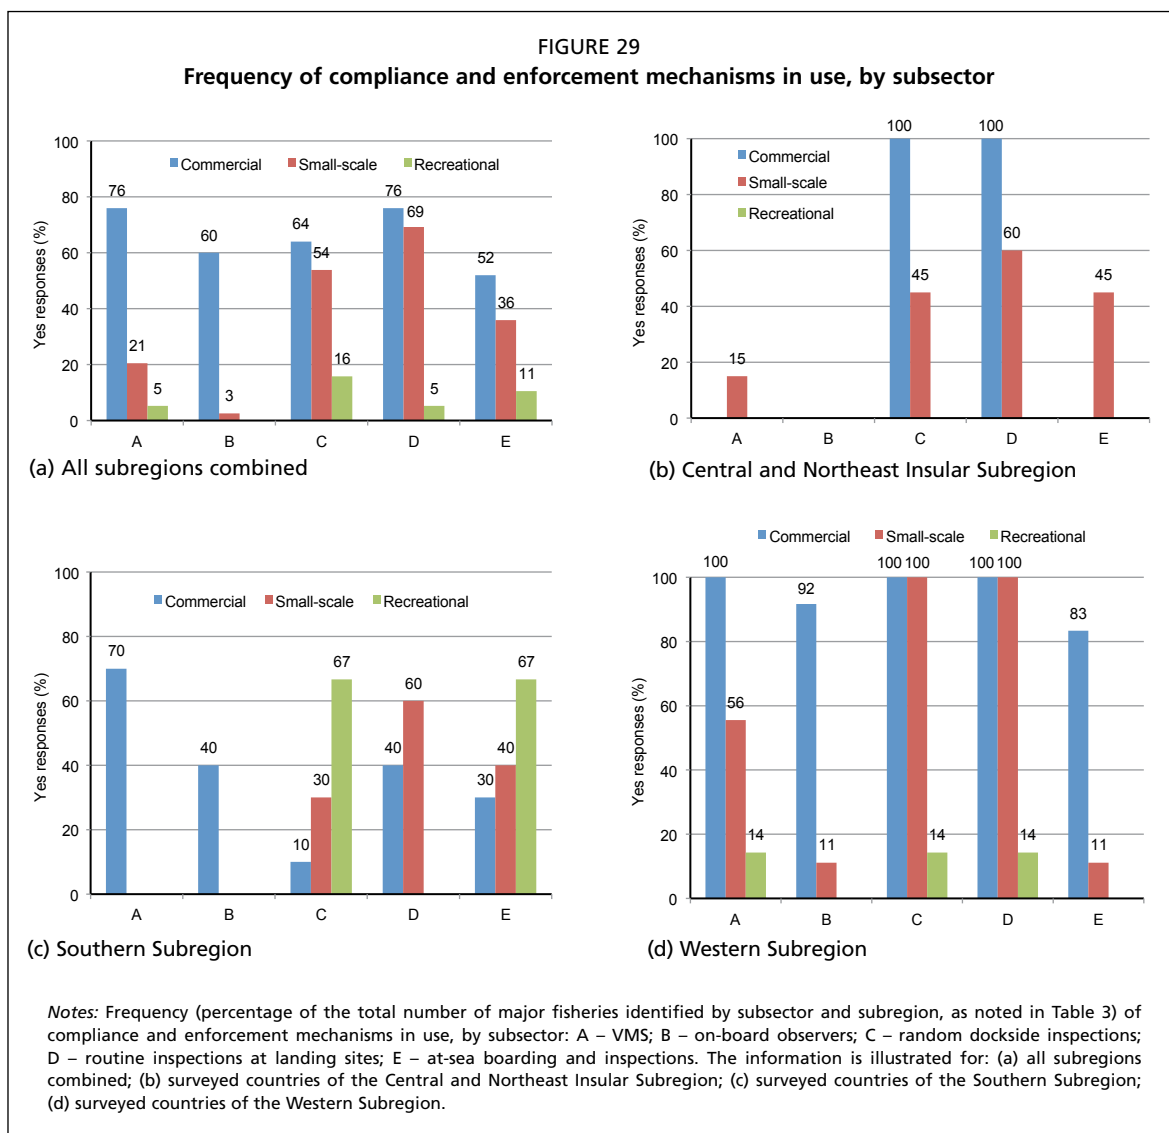 FIGURE 29
Frequency of compliance and enforcement mechanisms in use, by subsector
Yes responses (%)
100
80
60
40
20
0
Commercial Small-scale Recreational
76
21
5
60
3
64
54
16
76
69
5
52
36
11
A B C D E
(a) All subregions combined
Yes responses (%)
100
80
60
40
20
0
Commercial
Small-scale
Recreational
15
100
45
100
60
45
A B C D E
(b) Central and Northeast Insular Subregion
Yes responses (%)
100
80
60
40
20
0
Commercial Small-scale Recreational
70
40
10
30
67
40
60
30
40
67
A B C D E
(c) Southern Subregion
Commercial Small-scale Recreational
Yes responses (%)
100
80
60
40
20
0
100
56
14
92
11
100 100
14
100 100
14
83
11
A B C D E
(d) Western Subregion
Notes: Frequency (percentage of the total number of major fisheries identified by subsector and subregion, as noted in Table 3) of
compliance and enforcement mechanisms in use, by subsector: A – VMS; B – on-board observers; C – random dockside inspections;
D – routine inspections at landing sites; E – at-sea boarding and inspections. The information is illustrated for: (a) all subregions
combined; (b) surveyed countries of the Central and Northeast Insular Subregion; (c) surveyed countries of the Southern Subregion;
(d) surveyed countries of the Western Subregion.